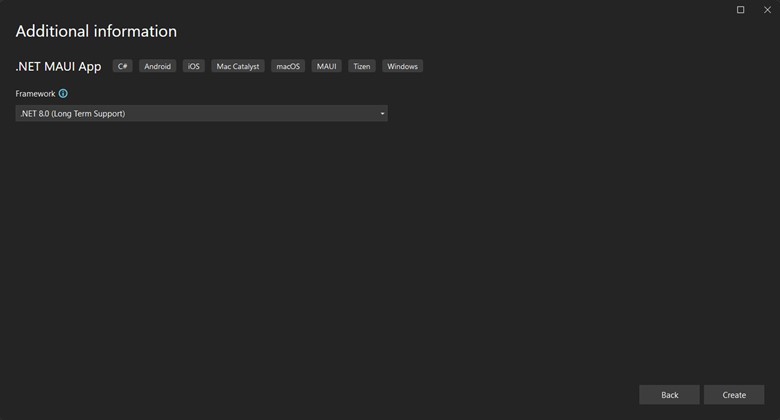 Additional information
.NET MAUI App C# Android iOS Mac Catalyst macOS MAUI Tizen Windows
Framework
.NET 8.0 (Long Term Support)
Back Create